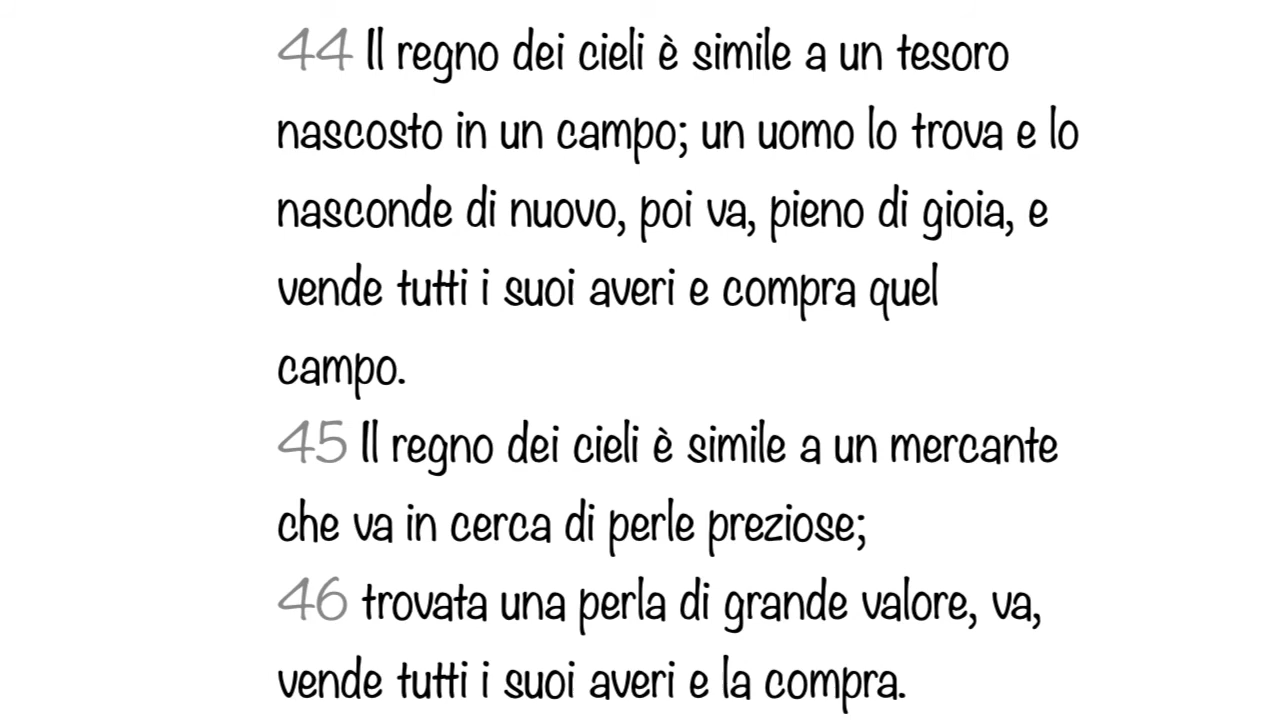 44 Il regno dei cieli è simile a un tesoro
nascosto in un campo; un uomo lo trova e lo
nasconde di nuovo, poi va, pieno di gioia, e
vende tutti i suoi averi e compra quel
campo.
45 Il regno dei cieli è simile a un mercante
che va in cerca di perle preziose;
46 trovata una perla di grande valore, va,
vende tutti i suoi averi e la compra.